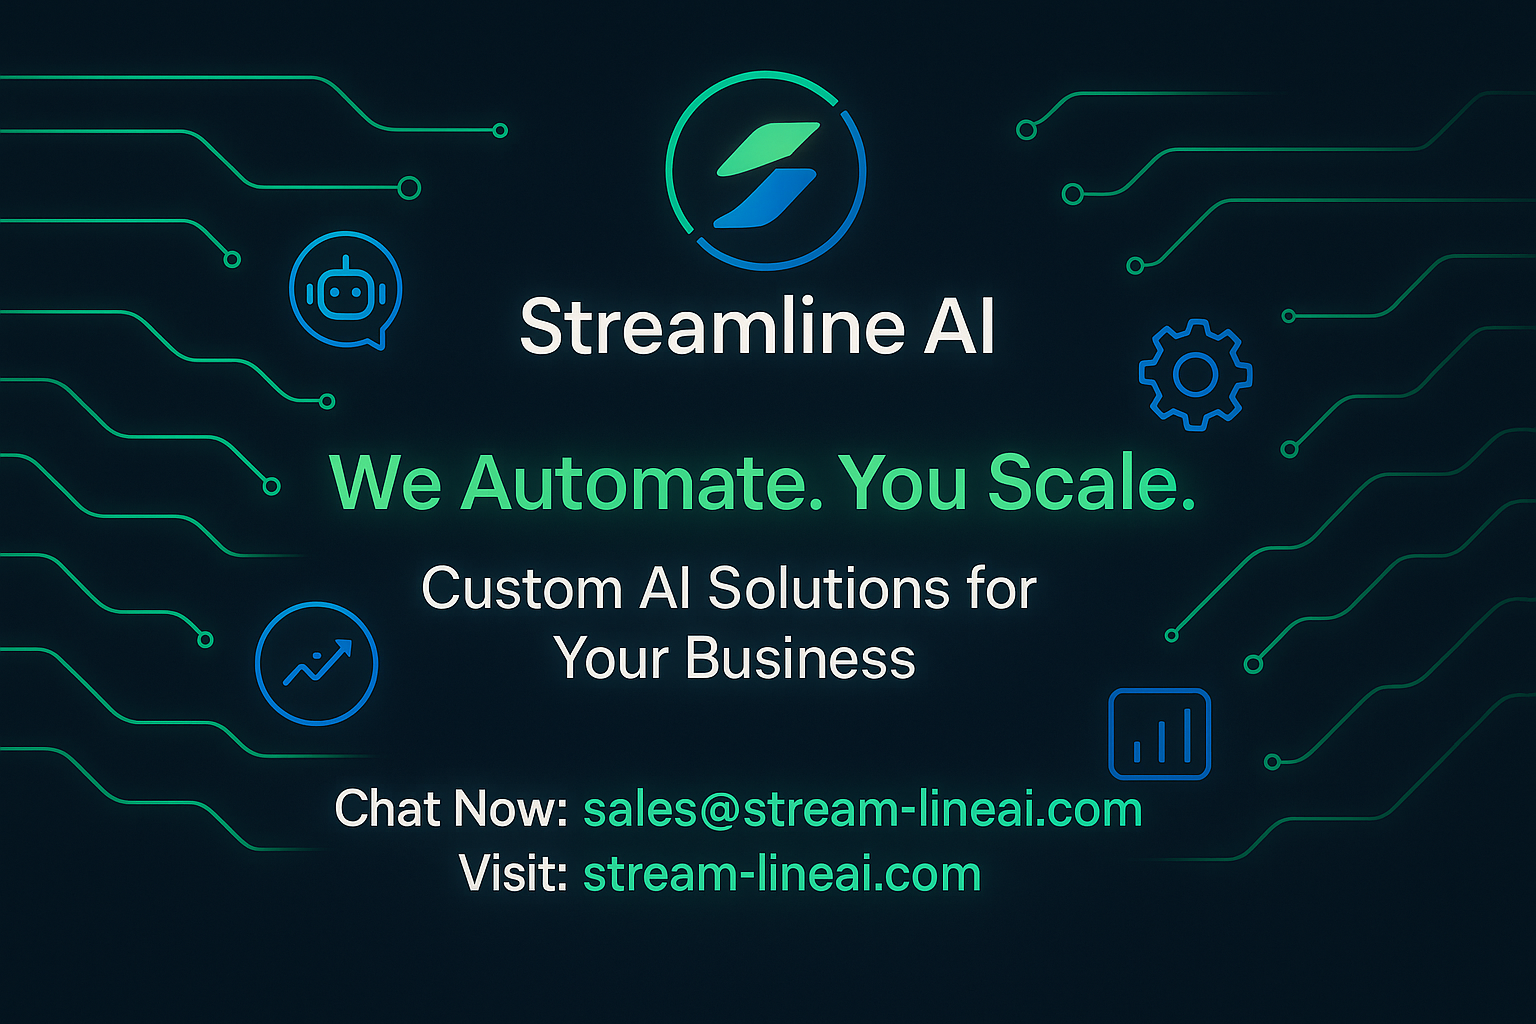 Streamline AI
We Automate. You Scale.
Custom AI Solutions for
Your Business
Chat Now: sales@stream-lineai.com
Visit: stream-lineai.com